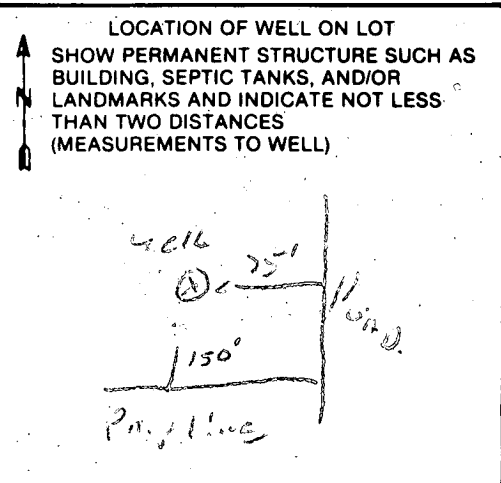 LOCATION OF WELL ON LOT
SHOW PERMANENT STRUCTURE SUCH AS
BUILDING, SEPTIC TANKS, AND/OR
LANDMARKS AND INDICATE NOT LESS
THAN TWO DISTANCES
(MEASUREMENTS TO WELL)
N
well
A
75'
150'
Prop line